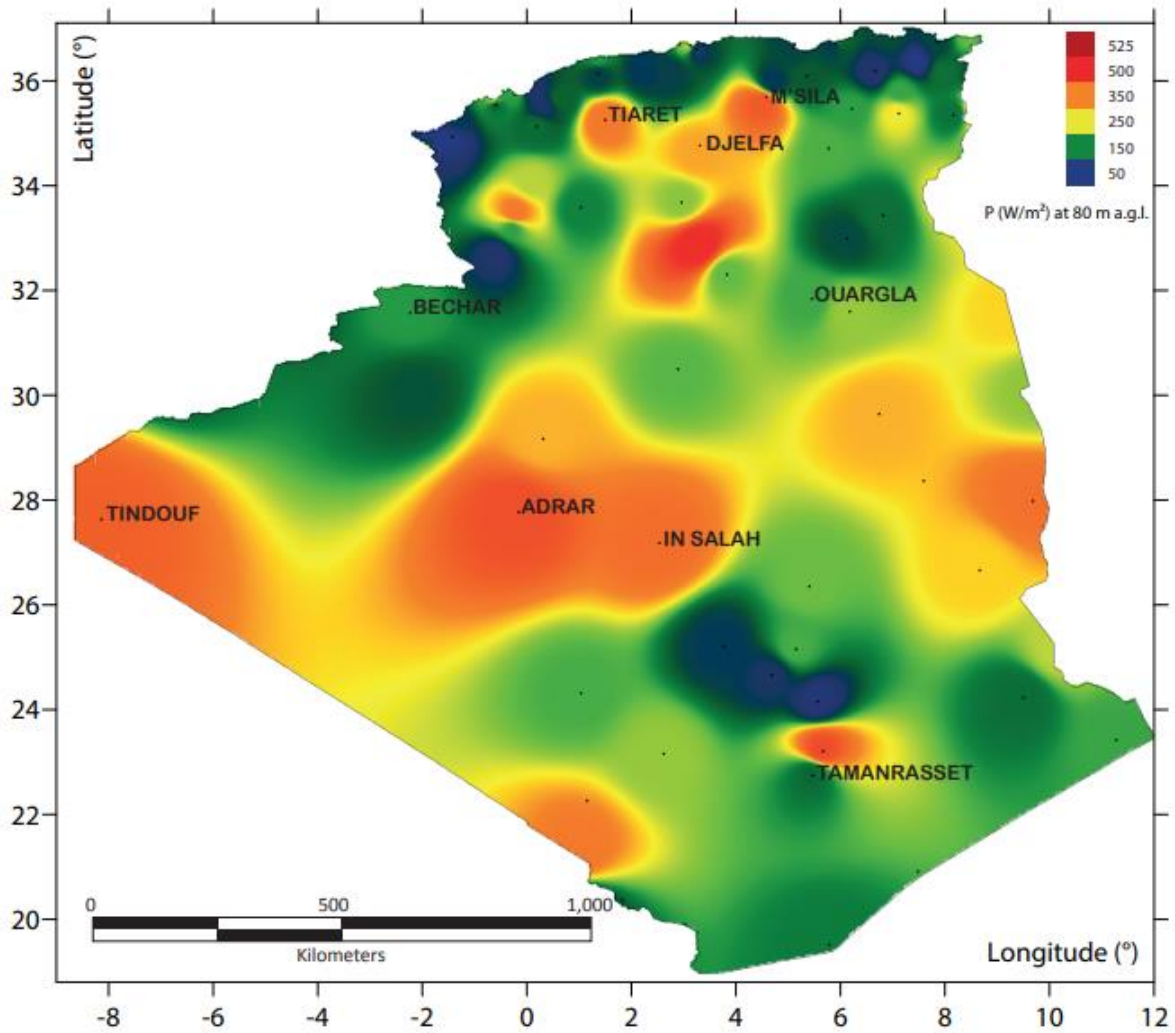 Latitude (°)
36
34
32
30
28
26
24
22
20
525
500
350
250
150
50
P (W/m²) at 80 m a.g.l.
M'SILA
TIARET
DJELFA
OUARGLA
BECHAR
TINDOUF
ADRAR
IN SALAH
TAMANRASSET
0 500 1,000
Kilometers
Longitude (°)
-8 -6 -4 -2 0 2 4 6 8 10 12